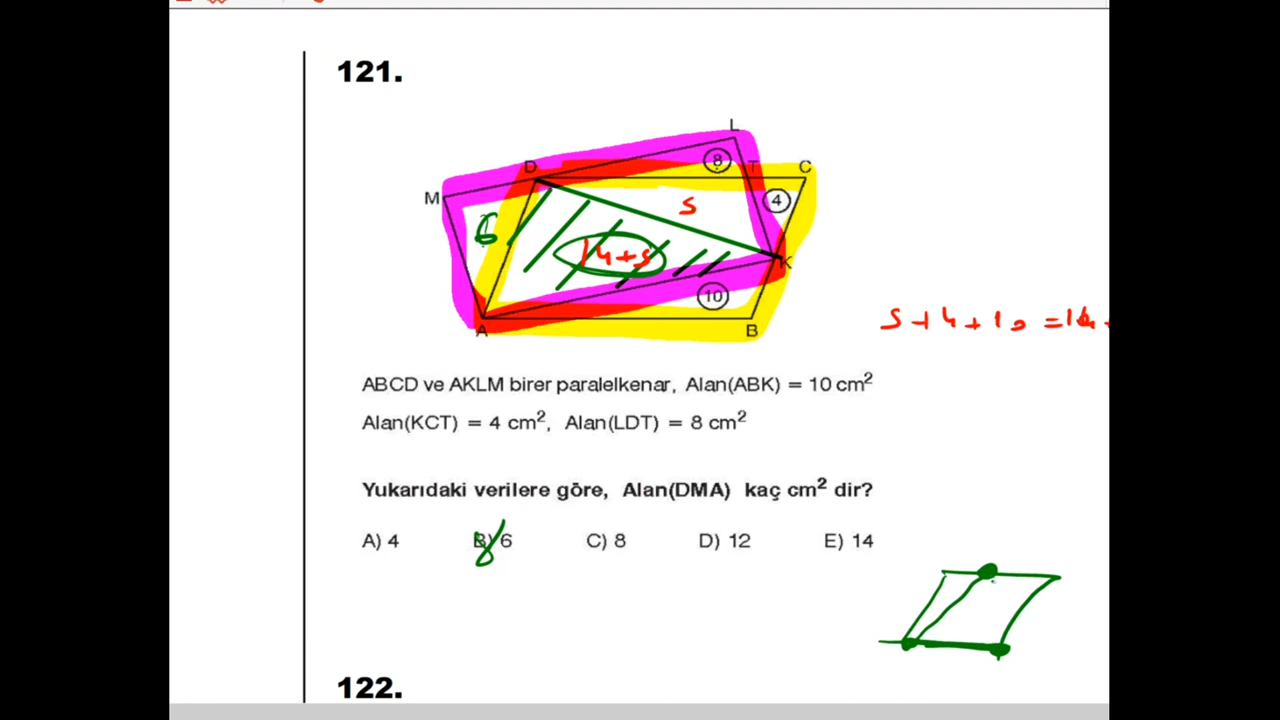 121.
L
D
8
T
C
M
4
S
6
14+S
K
10
A
B
S+4+10=14+
ABCD ve AKLM birer paralelkenar, Alan(ABK) = 10 cm²
Alan(KCT) = 4 cm², Alan(LDT) = 8 cm²
Yukarıdaki verilere göre, Alan(DMA) kaç cm² dir?
A) 4 B) 6 C) 8 D) 12 E) 14
122.